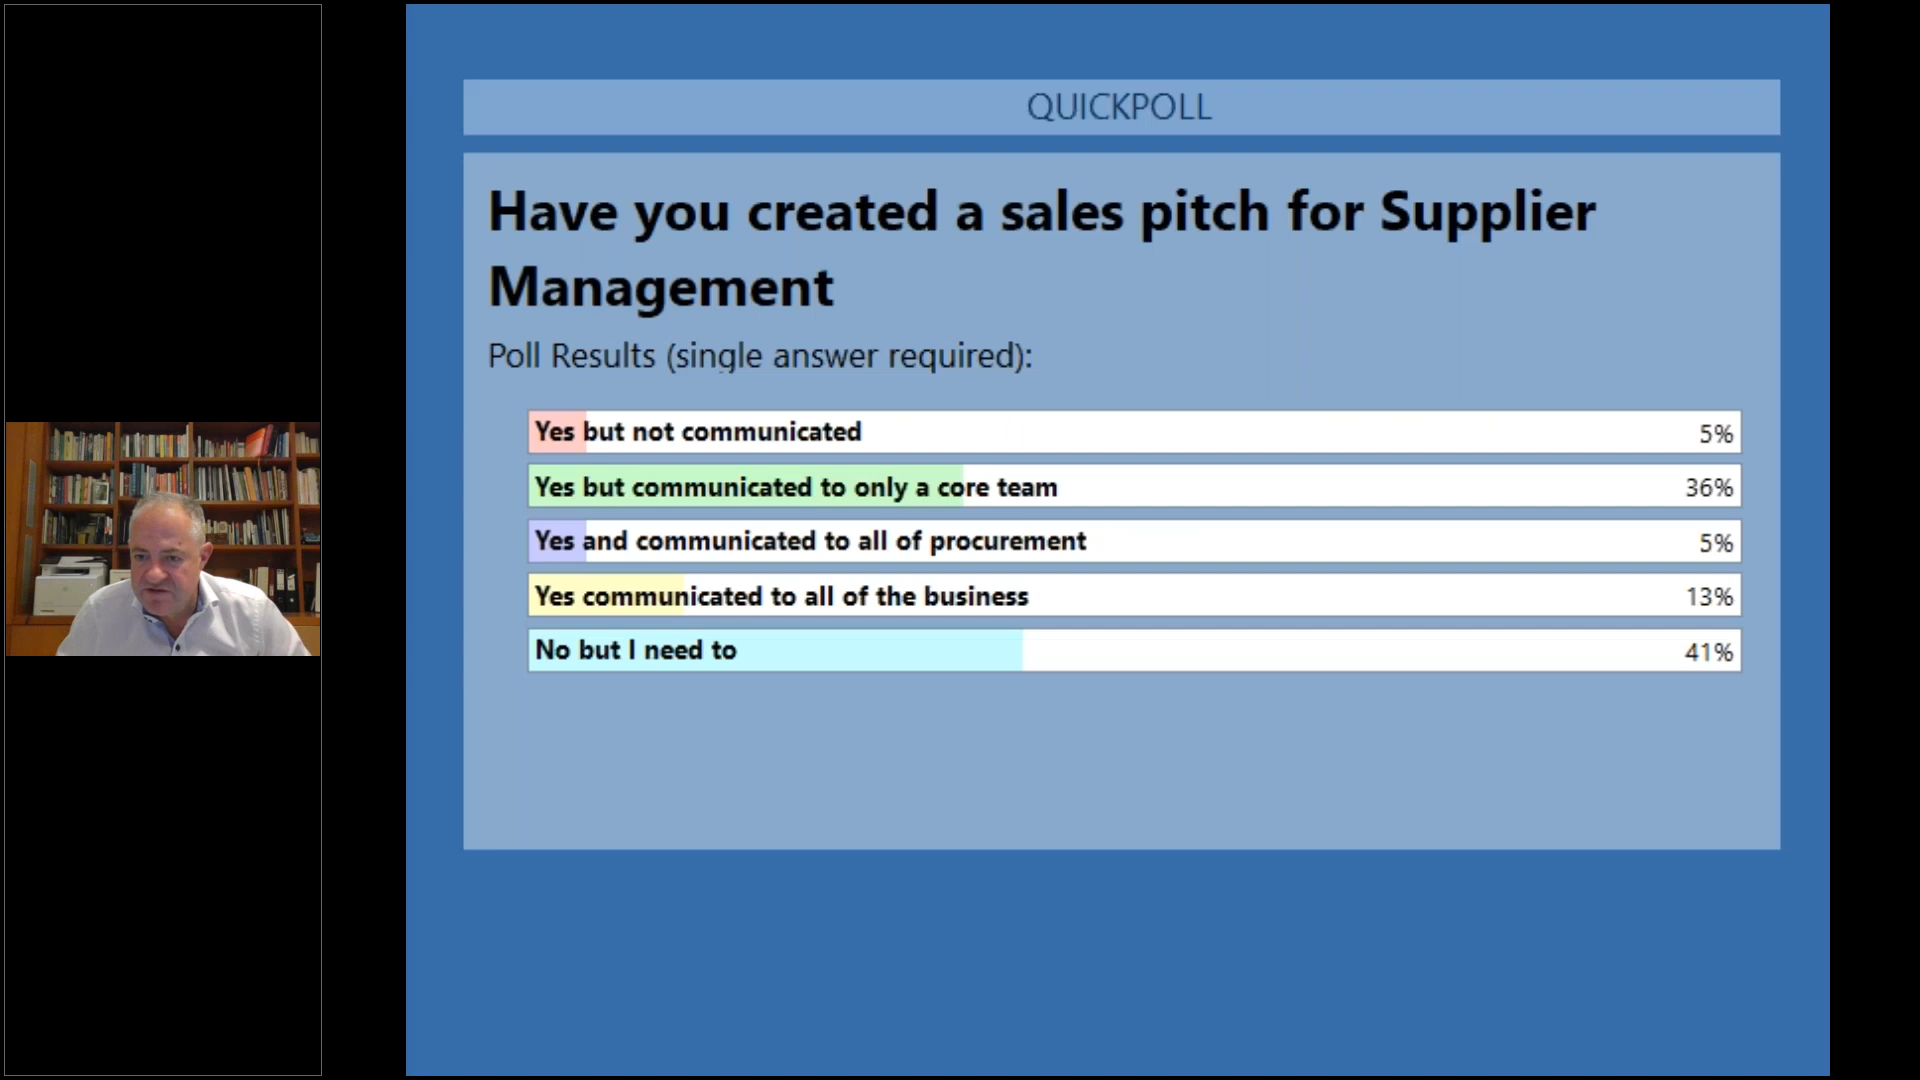 QUICKPOLL
Have you created a sales pitch for Supplier
Management
Poll Results (single answer required):
Yes but not communicated 5%
Yes but communicated to only a core team 36%
Yes and communicated to all of procurement 5%
Yes communicated to all of the business 13%
No but I need to 41%